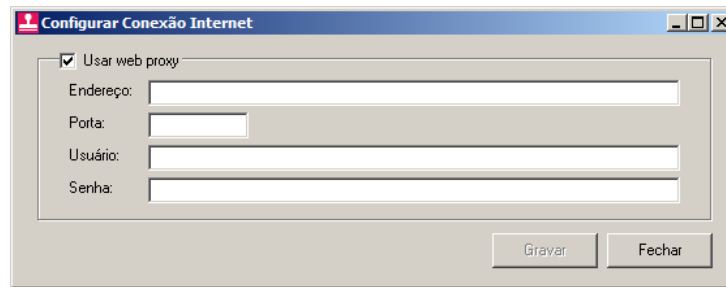 Configurar Conexão Internet
Usar web proxy
Endereço:
Porta:
Usuário:
Senha:
Gravar Fechar